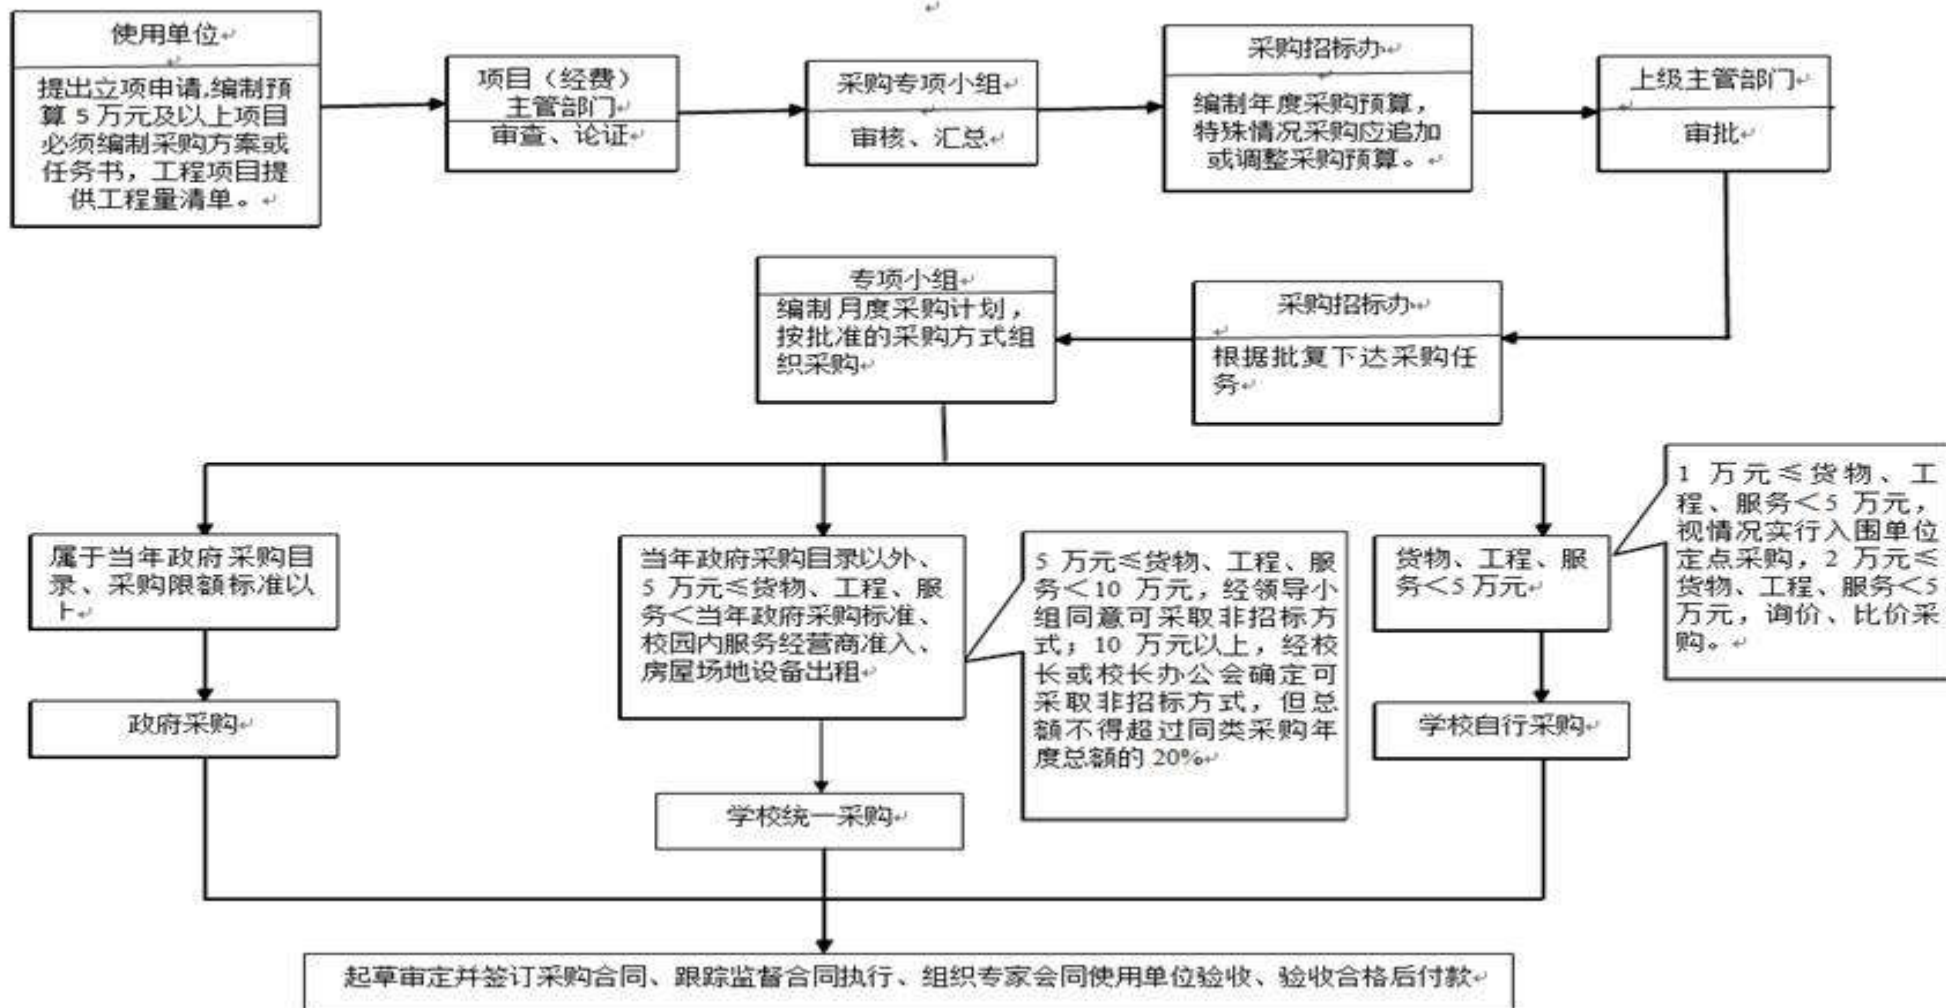 使用单位
提出立项申请,编制预
算 5 万元及以上项目
必须编制采购方案或
任务书，工程项目提
供工程量清单。
项目（经费）
主管部门
审查、论证
采购专项小组
审核、汇总
采购招标办
编制年度采购预算，
特殊情况采购应追加
或调整采购预算。
上级主管部门
审批
专项小组
编制月度采购计划，
按批准的采购方式组
织采购
采购招标办
根据批复下达采购任
务
属于当年政府采购目
录、采购限额标准以
上
政府采购
当年政府采购目录以外、
5 万元≤货物、工程、服
务＜当年政府采购标准、
校园内服务经营商准入、
房屋场地设备出租
学校统一采购
5 万元≤货物、工程、服
务＜10 万元，经领导小
组同意可采取非招标方
式；10 万元以上，经校
长或校长办公会确定可
采取非招标方式，但总
额不得超过同类采购年
度总额的 20%
货物、工程、服
务＜5 万元
学校自行采购
1 万元≤货物、工
程、服务＜5 万元，
视情况实行入围单位
定点采购，2 万元≤
货物、工程、服务＜5
万元，询价、比价采
购。
起草审定并签订采购合同、跟踪监督合同执行、组织专家会同使用单位验收、验收合格后付款